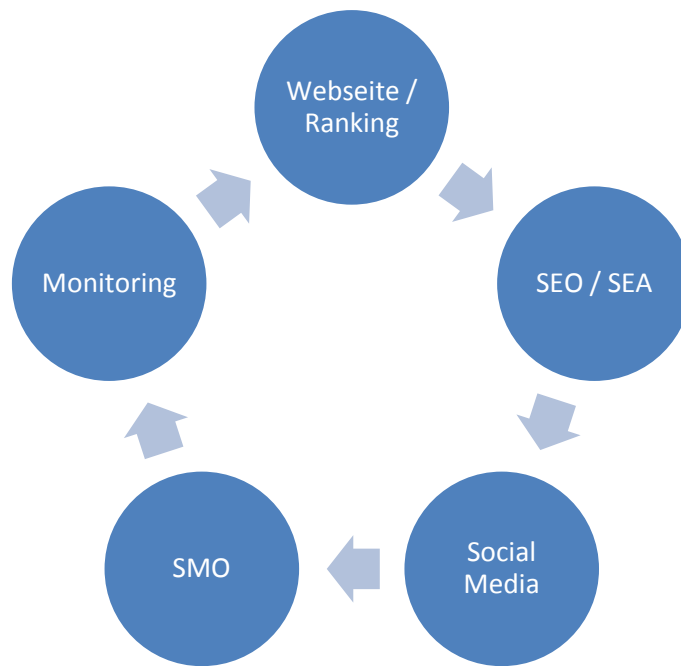 Webseite /
Ranking
SEO / SEA
Social
Media
SMO
Monitoring